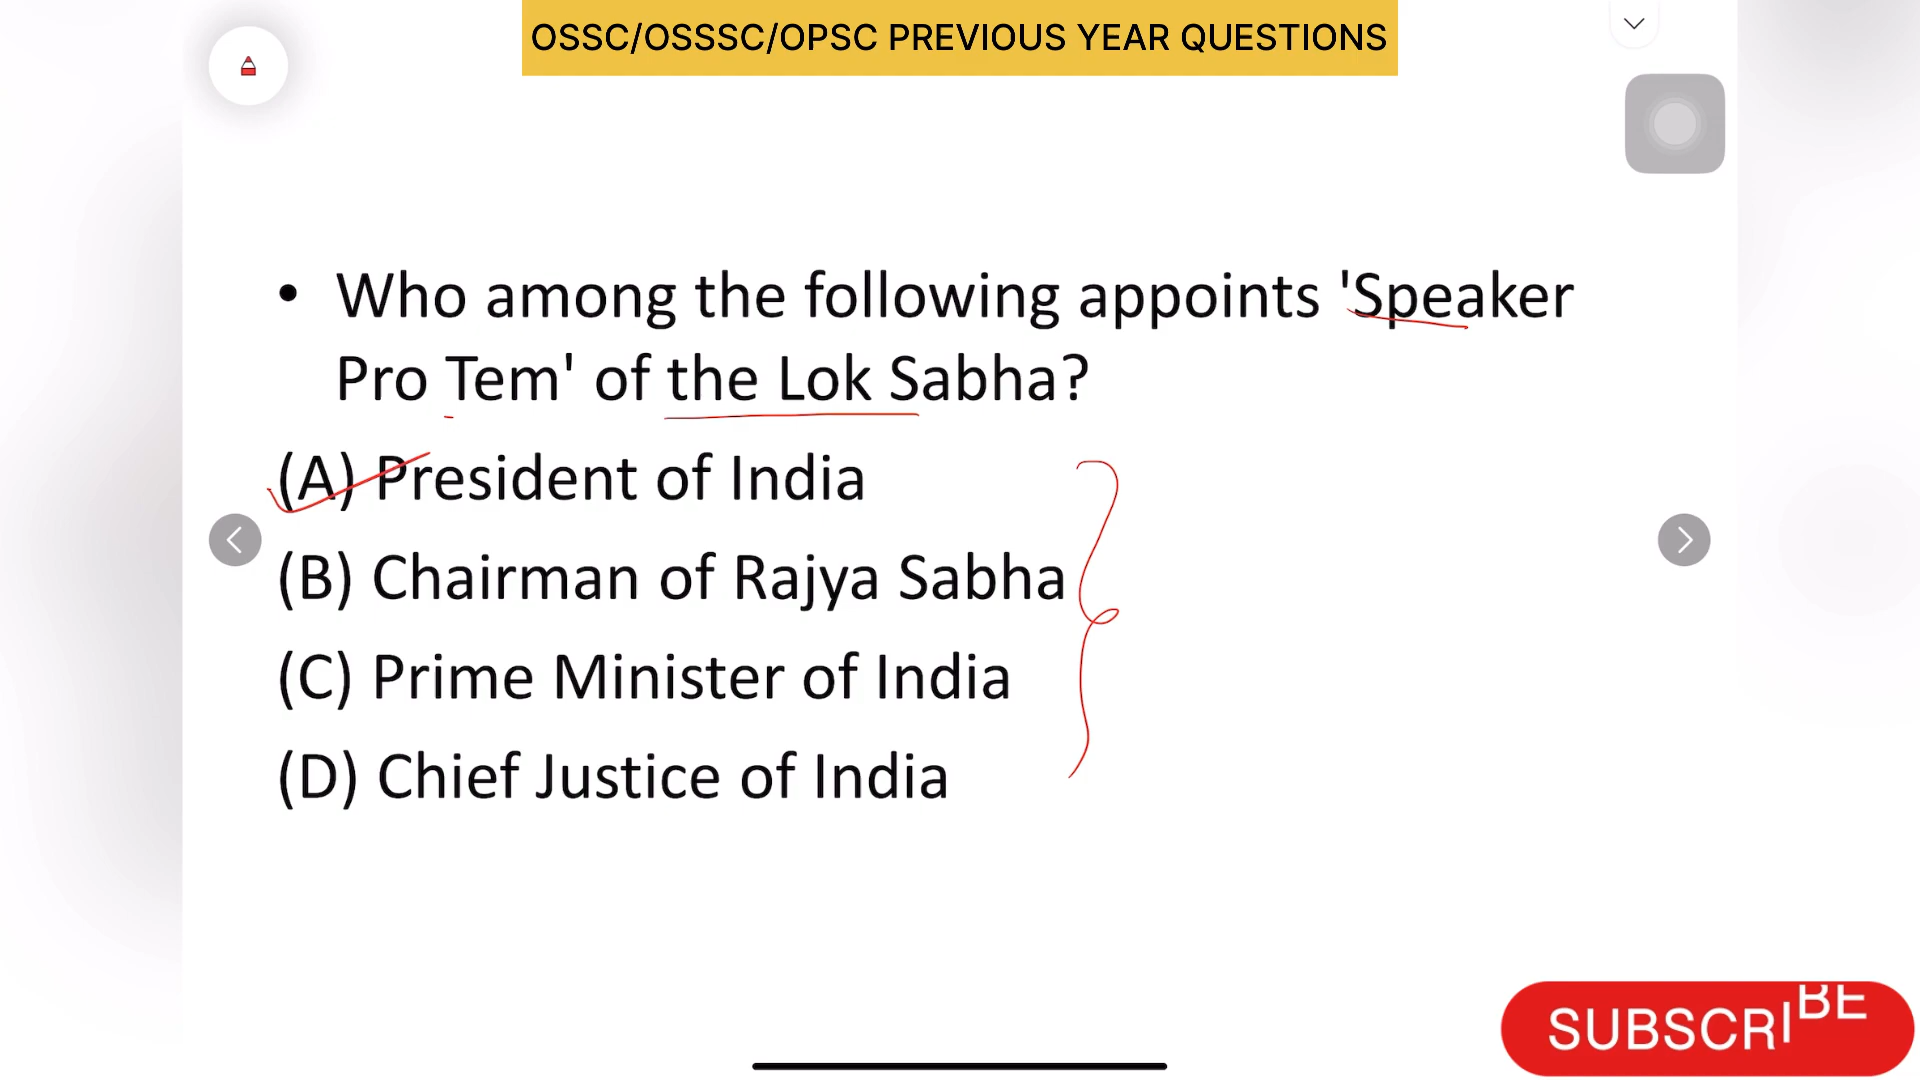 OSSC/OSSSC/OPSC PREVIOUS YEAR QUESTIONS
• Who among the following appoints 'Speaker
Pro Tem' of the Lok Sabha?
(A) President of India
(B) Chairman of Rajya Sabha
(C) Prime Minister of India
(D) Chief Justice of India
SUBSCRIBE